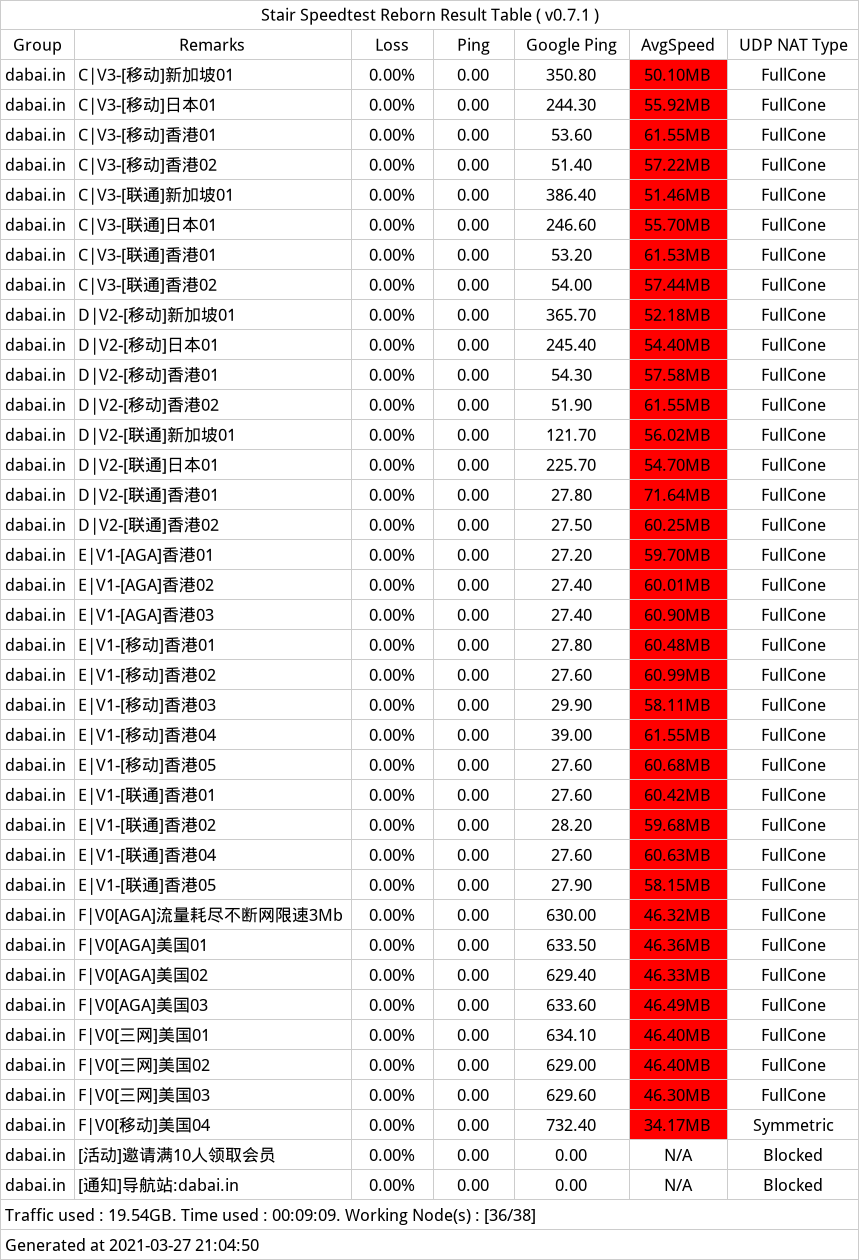 Stair Speedtest Reborn Result Table ( v0.7.1 )
Group Remarks Loss Ping Google Ping AvgSpeed UDP NAT Type
dabai.in C|V3-[移动]新加坡01 0.00% 0.00 350.80 50.10MB FullCone
dabai.in C|V3-[移动]日本01 0.00% 0.00 244.30 55.92MB FullCone
dabai.in C|V3-[移动]香港01 0.00% 0.00 53.60 61.55MB FullCone
dabai.in C|V3-[移动]香港02 0.00% 0.00 51.40 57.22MB FullCone
dabai.in C|V3-[联通]新加坡01 0.00% 0.00 386.40 51.46MB FullCone
dabai.in C|V3-[联通]日本01 0.00% 0.00 246.60 55.70MB FullCone
dabai.in C|V3-[联通]香港01 0.00% 0.00 53.20 61.53MB FullCone
dabai.in C|V3-[联通]香港02 0.00% 0.00 54.00 57.44MB FullCone
dabai.in D|V2-[移动]新加坡01 0.00% 0.00 365.70 52.18MB FullCone
dabai.in D|V2-[移动]日本01 0.00% 0.00 245.40 54.40MB FullCone
dabai.in D|V2-[移动]香港01 0.00% 0.00 54.30 57.58MB FullCone
dabai.in D|V2-[移动]香港02 0.00% 0.00 51.90 61.55MB FullCone
dabai.in D|V2-[联通]新加坡01 0.00% 0.00 121.70 56.02MB FullCone
dabai.in D|V2-[联通]日本01 0.00% 0.00 225.70 54.70MB FullCone
dabai.in D|V2-[联通]香港01 0.00% 0.00 27.80 71.64MB FullCone
dabai.in D|V2-[联通]香港02 0.00% 0.00 27.50 60.25MB FullCone
dabai.in E|V1-[AGA]香港01 0.00% 0.00 27.20 59.70MB FullCone
dabai.in E|V1-[AGA]香港02 0.00% 0.00 27.40 60.01MB FullCone
dabai.in E|V1-[AGA]香港03 0.00% 0.00 27.40 60.90MB FullCone
dabai.in E|V1-[移动]香港01 0.00% 0.00 27.80 60.48MB FullCone
dabai.in E|V1-[移动]香港02 0.00% 0.00 27.60 60.99MB FullCone
dabai.in E|V1-[移动]香港03 0.00% 0.00 29.90 58.11MB FullCone
dabai.in E|V1-[移动]香港04 0.00% 0.00 39.00 61.55MB FullCone
dabai.in E|V1-[移动]香港05 0.00% 0.00 27.60 60.68MB FullCone
dabai.in E|V1-[联通]香港01 0.00% 0.00 27.60 60.42MB FullCone
dabai.in E|V1-[联通]香港02 0.00% 0.00 28.20 59.68MB FullCone
dabai.in E|V1-[联通]香港04 0.00% 0.00 27.60 60.63MB FullCone
dabai.in E|V1-[联通]香港05 0.00% 0.00 27.90 58.15MB FullCone
dabai.in F|V0[AGA]流量耗尽不断网限速3Mb 0.00% 0.00 630.00 46.32MB FullCone
dabai.in F|V0[AGA]美国01 0.00% 0.00 633.50 46.36MB FullCone
dabai.in F|V0[AGA]美国02 0.00% 0.00 629.40 46.33MB FullCone
dabai.in F|V0[AGA]美国03 0.00% 0.00 633.60 46.49MB FullCone
dabai.in F|V0[三网]美国01 0.00% 0.00 634.10 46.40MB FullCone
dabai.in F|V0[三网]美国02 0.00% 0.00 629.00 46.40MB FullCone
dabai.in F|V0[三网]美国03 0.00% 0.00 629.60 46.30MB FullCone
dabai.in F|V0[移动]美国04 0.00% 0.00 732.40 34.17MB Symmetric
dabai.in [活动]邀请满10人领取会员 0.00% 0.00 0.00 N/A Blocked
dabai.in [通知]导航站:dabai.in 0.00% 0.00 0.00 N/A Blocked
Traffic used : 19.54GB. Time used : 00:09:09. Working Node(s) : [36/38]
Generated at 2021-03-27 21:04:50